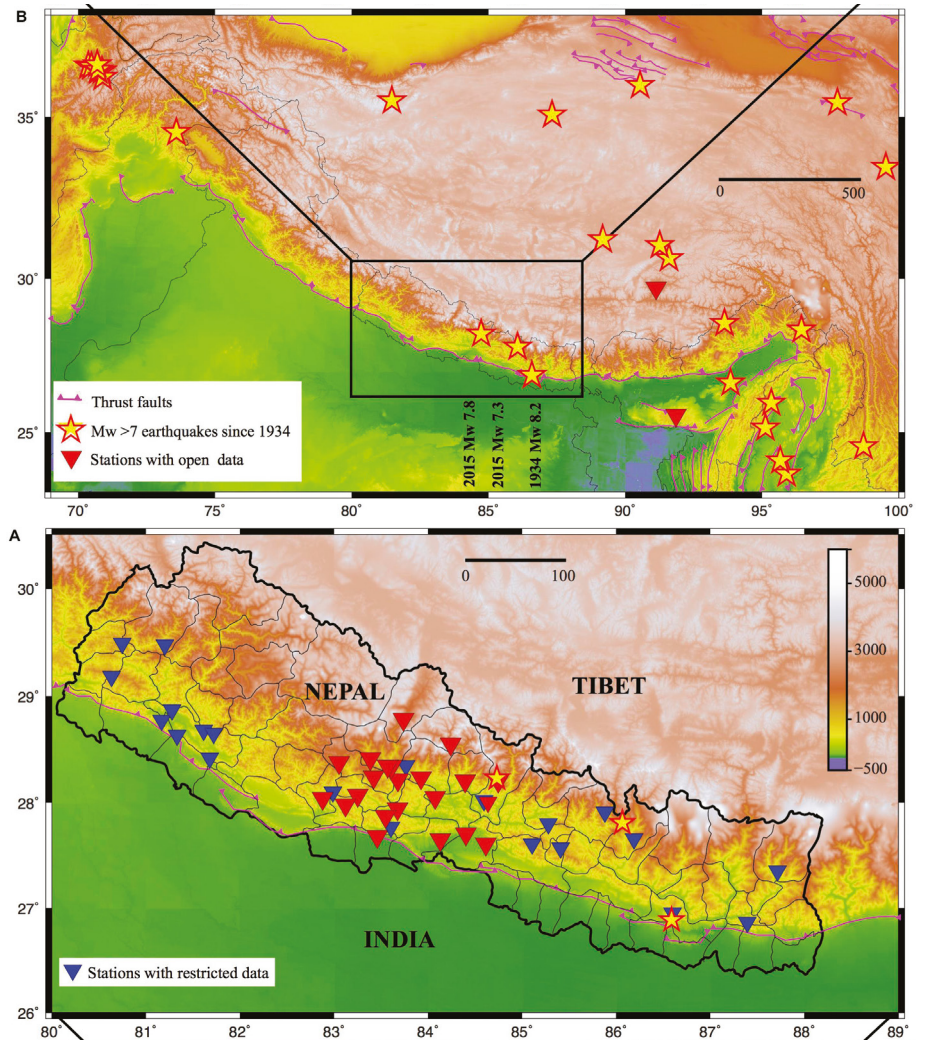 B
35˚
30˚
25˚
0 500
Thrust faults
Mw >7 earthquakes since 1934
Stations with open data
2015 Mw 7.8
2015 Mw 7.3
1934 Mw 8.2
70˚ 75˚ 80˚ 85˚ 90˚ 95˚ 100˚
A
30˚
29˚
28˚
27˚
26˚
0 100
5000
3000
1000
−500
NEPAL
TIBET
INDIA
Stations with restricted data
80˚ 81˚ 82˚ 83˚ 84˚ 85˚ 86˚ 87˚ 88˚ 89˚